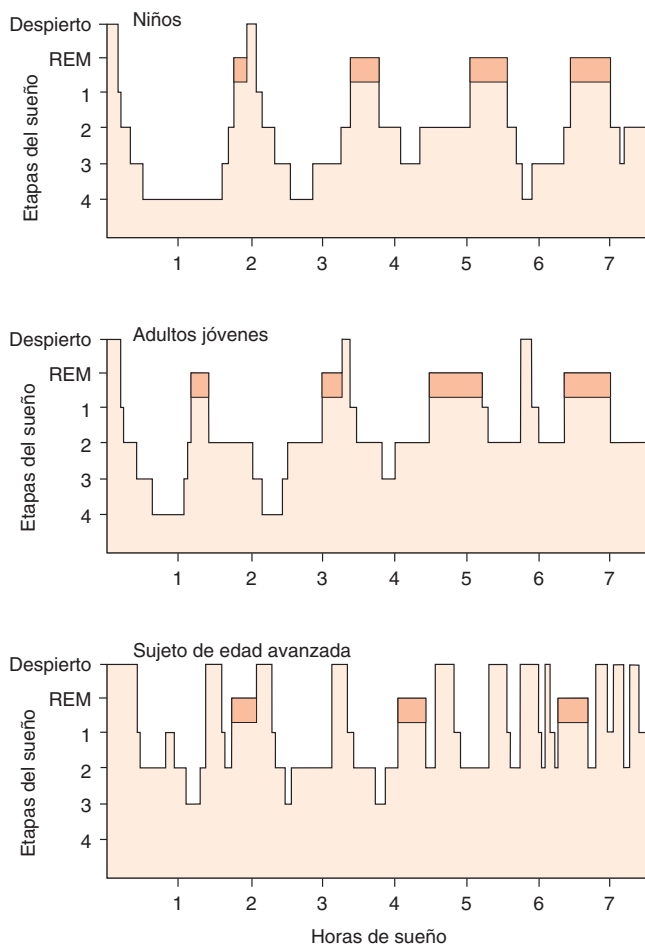 Niños
Despierto
REM
1
2
3
4
Etapas del sueño
1 2 3 4 5 6 7
Adultos jóvenes
Despierto
REM
1
2
3
4
Etapas del sueño
1 2 3 4 5 6 7
Sujeto de edad avanzada
Despierto
REM
1
2
3
4
Etapas del sueño
1 2 3 4 5 6 7
Horas de sueño